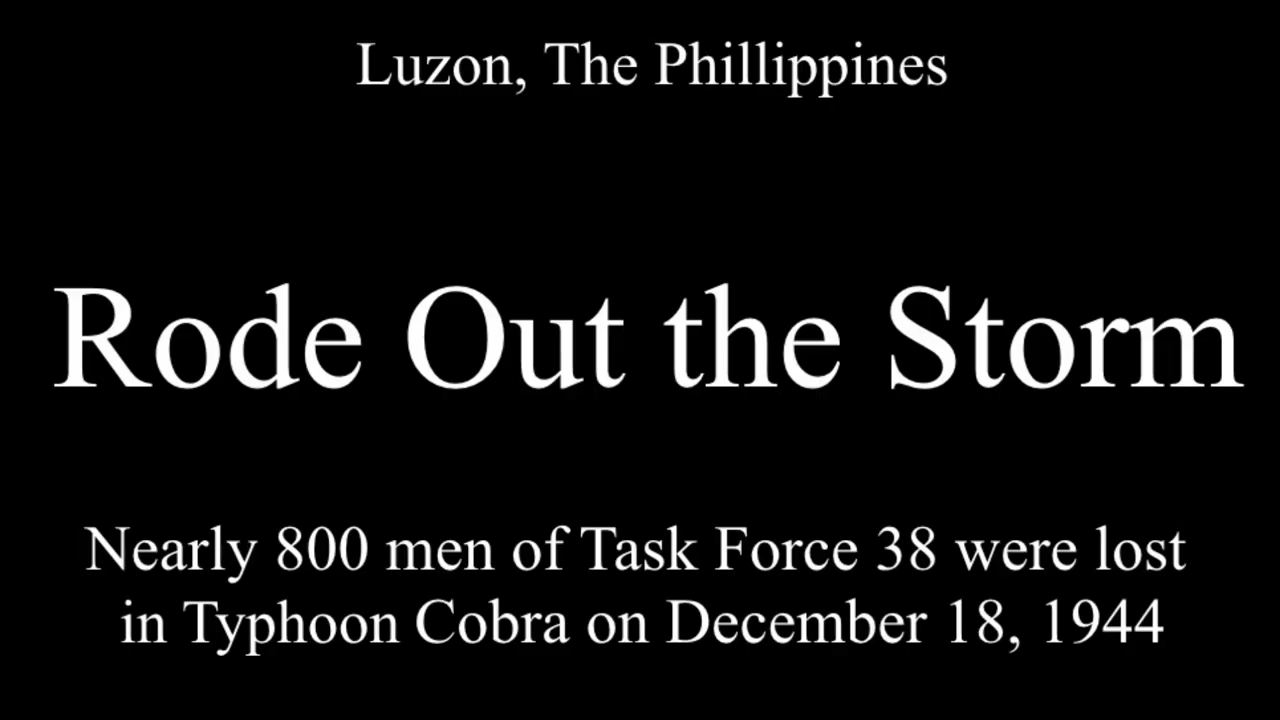 Luzon, The Phillippines
Rode Out the Storm
Nearly 800 men of Task Force 38 were lost
in Typhoon Cobra on December 18, 1944